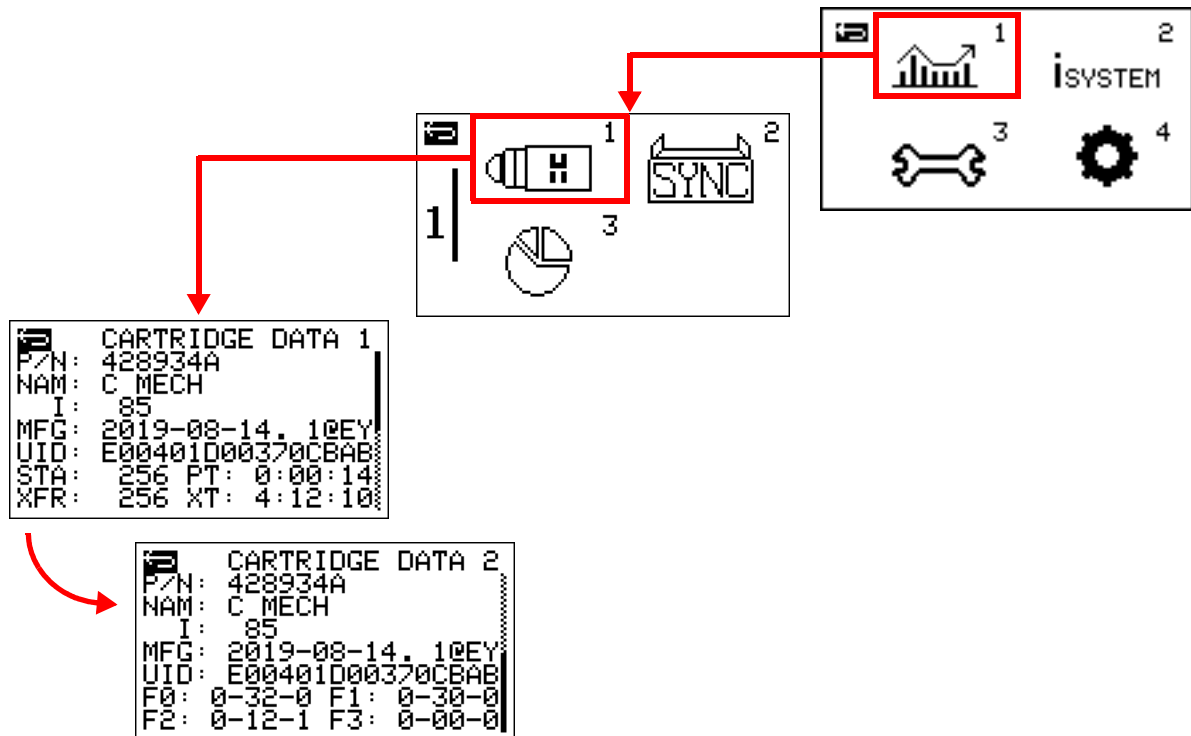 1
2
iSYSTEM
3
4
1
2
SYNC
1
3
CARTRIDGE DATA 1
P/N: 428934A
NAM: C MECH
I: 85
MFG: 2019-08-14. 1@EY
UID: E00401D00370CBAB
STA: 256 PT: 0:00:14
XFR: 256 XT: 4:12:10
CARTRIDGE DATA 2
P/N: 428934A
NAM: C MECH
I: 85
MFG: 2019-08-14. 1@EY
UID: E00401D00370CBAB
F0: 0-32-0 F1: 0-30-0
F2: 0-12-1 F3: 0-00-0